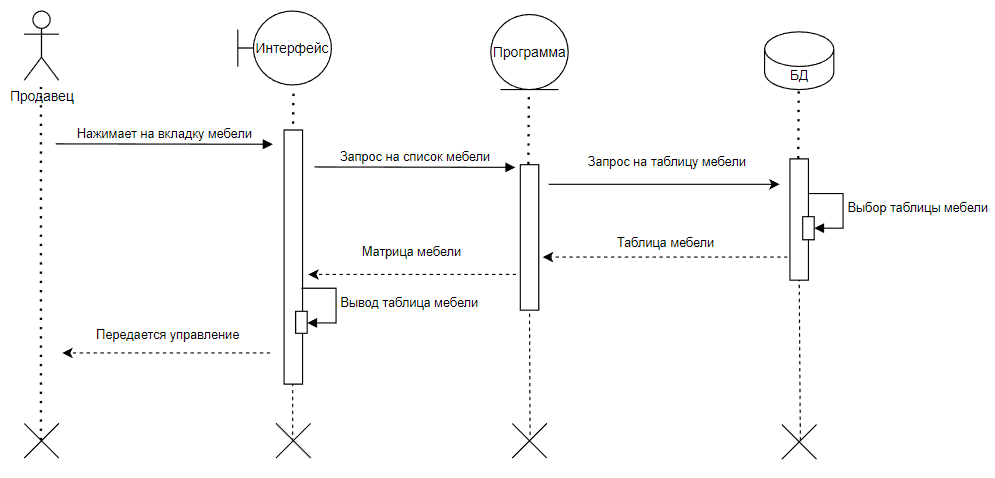 Продавец
Интерфейс
Программа
БД
Нажимает на вкладку мебели
Запрос на список мебели
Запрос на таблицу мебели
Выбор таблицы мебели
Таблица мебели
Матрица мебели
Вывод таблица мебели
Передается управление